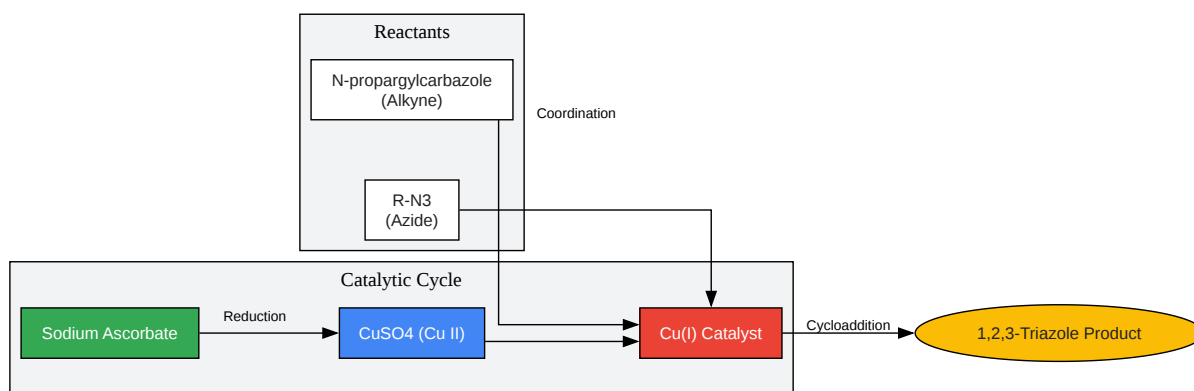 Reactants
N-propargylcarbazole
(Alkyne)
Coordination
R-N3
(Azide)
Catalytic Cycle
Sodium Ascorbate
Reduction
CuSO4 (Cu II)
Cu(I) Catalyst
Cycloaddition
1,2,3-Triazole Product